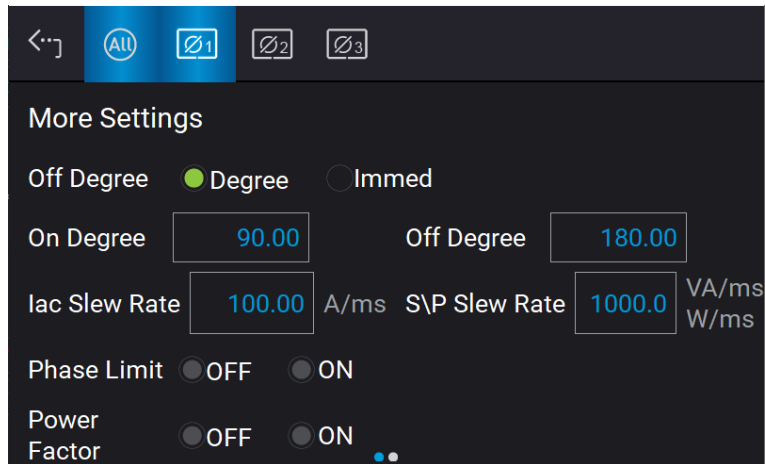 All Ø1 Ø2 Ø3
More Settings
Off Degree Degree Immed
On Degree 90.00 Off Degree 180.00
Iac Slew Rate 100.00 A/ms S\P Slew Rate 1000.0 VA/ms
W/ms
Phase Limit OFF ON
Power
Factor OFF ON